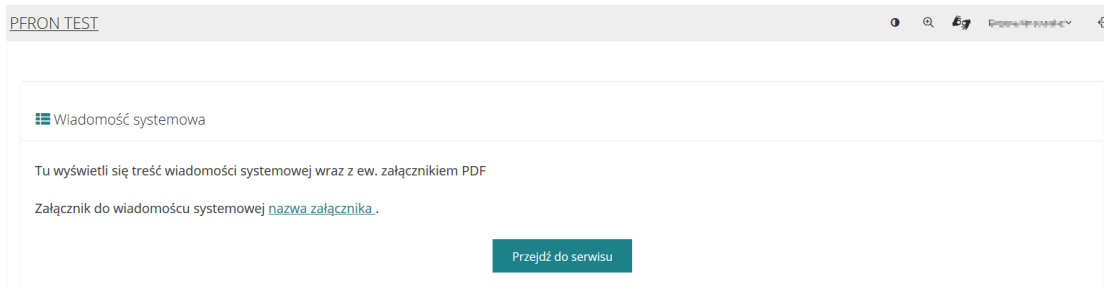 PFRON TEST
Wiadomość systemowa
Tu wyświetli się treść wiadomości systemowej wraz z ew. załącznikiem PDF
Załącznik do wiadomoścu systemowej nazwa załącznika .
Przejdź do serwisu